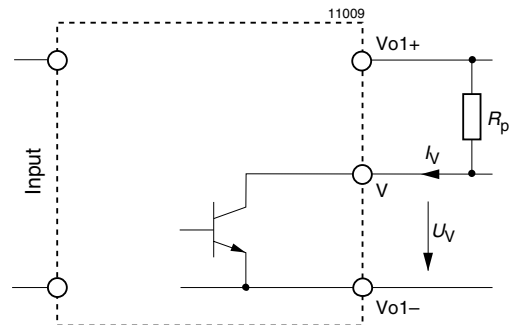 11009
Vo1+
Rp
IV
Input
V
UV
Vo1–